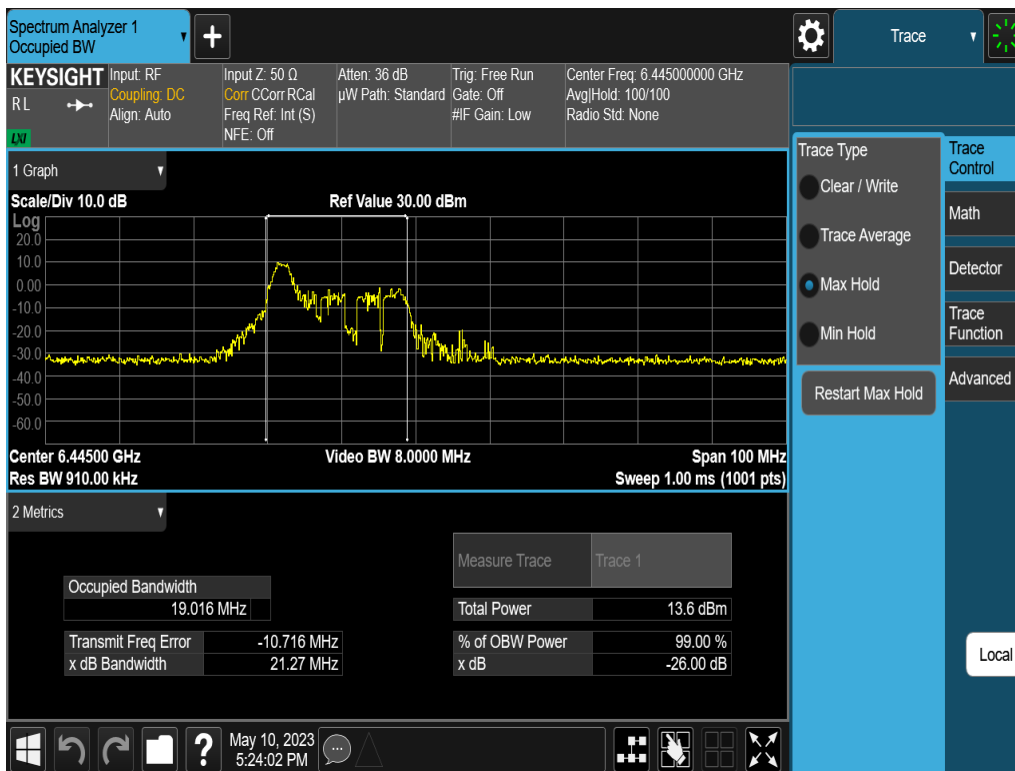 Spectrum Analyzer 1
Occupied BW
+
Trace
KEYSIGHT
R L
LXI
Input: RF
Coupling: DC
Align: Auto
Input Z: 50 Ω
Corr CCorr RCal
Freq Ref: Int (S)
NFE: Off
Atten: 36 dB
µW Path: Standard
Trig: Free Run
Gate: Off
#IF Gain: Low
Center Freq: 6.445000000 GHz
Avg|Hold: 100/100
Radio Std: None
1 Graph
Scale/Div 10.0 dB
Ref Value 30.00 dBm
Log
20.0
10.0
0.00
-10.0
-20.0
-30.0
-40.0
-50.0
-60.0
Center 6.44500 GHz
Video BW 8.0000 MHz
Span 100 MHz
Res BW 910.00 kHz
Sweep 1.00 ms (1001 pts)
2 Metrics
Measure Trace
Trace 1
Occupied Bandwidth
19.016 MHz
Total Power
13.6 dBm
Transmit Freq Error
-10.716 MHz
% of OBW Power
99.00 %
x dB Bandwidth
21.27 MHz
x dB
-26.00 dB
?
May 10, 2023
5:24:02 PM
Trace Type
Clear / Write
Trace Average
Max Hold
Min Hold
Restart Max Hold
Trace
Control
Math
Detector
Trace
Function
Advanced
Local